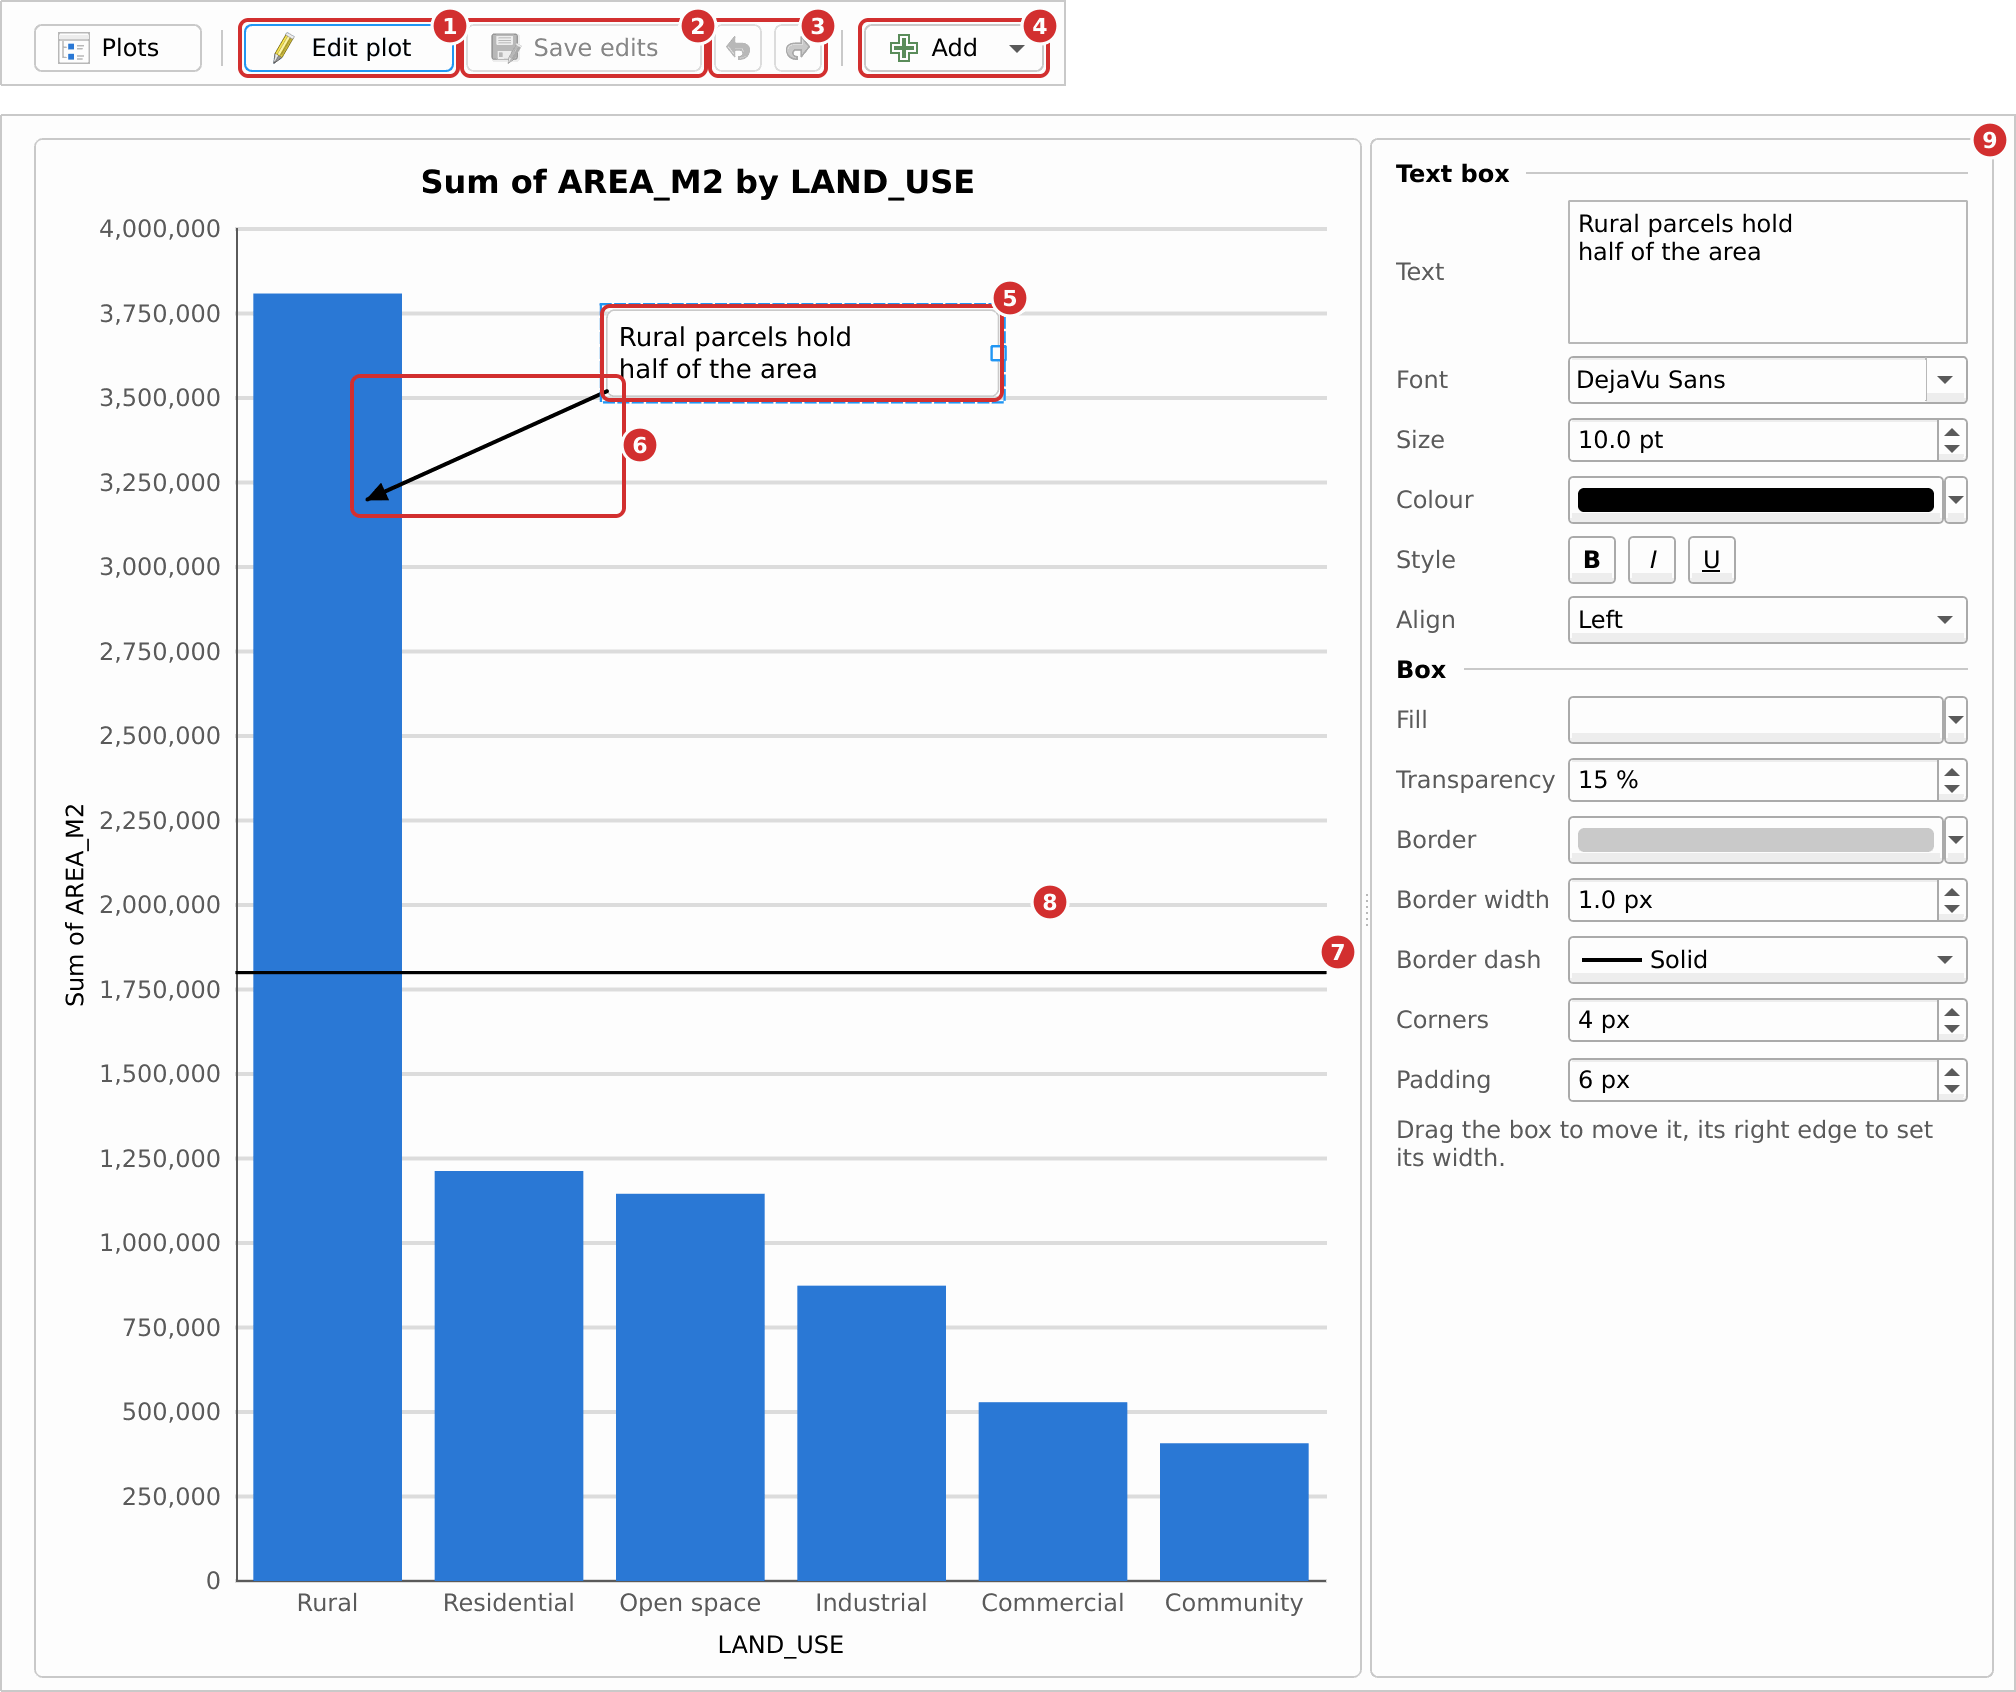 Plots
Edit plot
1
Save edits
2
3
Add
4
Sum of AREA_M2 by LAND_USE
4,000,000
3,750,000
3,500,000
3,250,000
3,000,000
2,750,000
2,500,000
2,250,000
2,000,000
1,750,000
1,500,000
1,250,000
1,000,000
750,000
500,000
250,000
0
Sum of AREA_M2
Rural parcels hold
half of the area
5
6
8
7
Rural
Residential
Open space
Industrial
Commercial
Community
LAND_USE
9
Text box
Text
Rural parcels hold
half of the area
Font
DejaVu Sans
Size
10.0 pt
Colour
Style
B
I
U
Align
Left
Box
Fill
Transparency
15 %
Border
Border width
1.0 px
Border dash
Solid
Corners
4 px
Padding
6 px
Drag the box to move it, its right edge to set
its width.